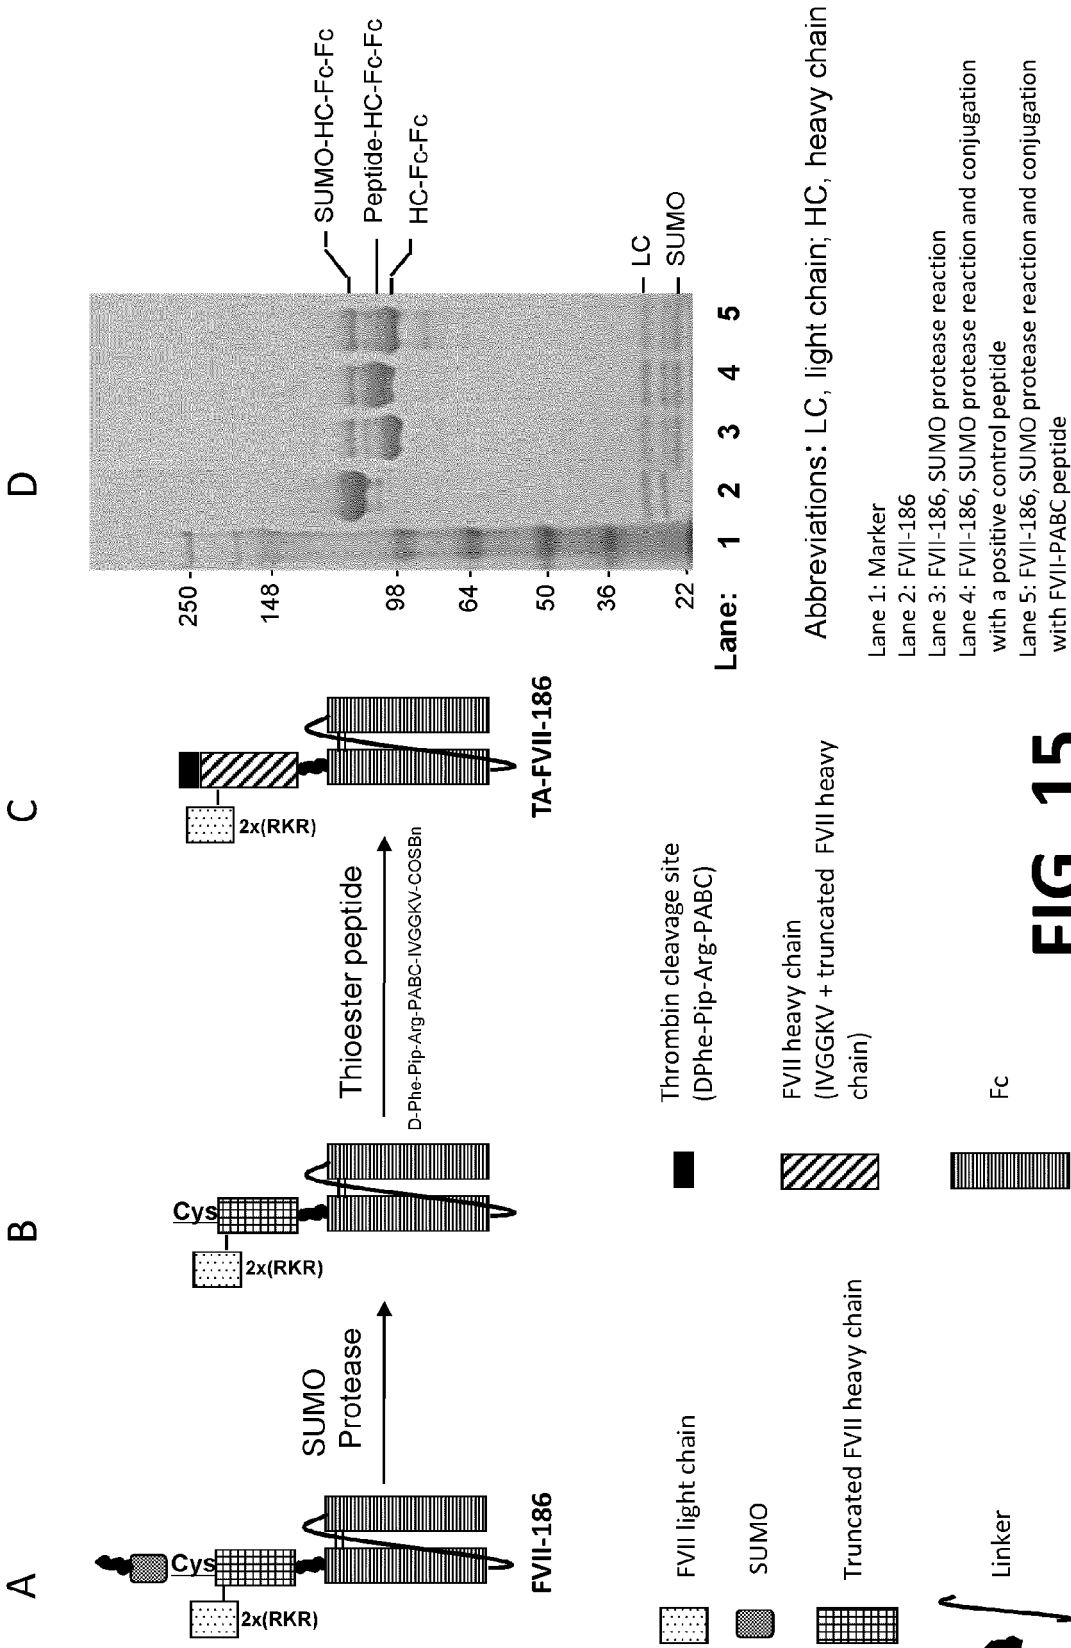 A
B
C
D
Cys
2x(RKR)
FVII-186
SUMO
Protease
Cys
2x(RKR)
Thioester peptide
D-Phe-Pip-Arg-PABC-IVGGKV-COSBn
2x(RKR)
TA-FVII-186
250
148
98
64
50
36
22
SUMO-HC-Fc-Fc
Peptide-HC-Fc-Fc
HC-Fc-Fc
LC
SUMO
Lane:
1
2
3
4
5
Abbreviations: LC, light chain; HC, heavy chain
FVII light chain
SUMO
Truncated FVII heavy chain
Linker
Thrombin cleavage site
(DPhe-Pip-Arg-PABC)
FVII heavy chain
(IVGGKV + truncated FVII heavy
chain)
Fc
Lane 1: Marker
Lane 2: FVII-186
Lane 3: FVII-186, SUMO protease reaction
Lane 4: FVII-186, SUMO protease reaction and conjugation
with a positive control peptide
Lane 5: FVII-186, SUMO protease reaction and conjugation
with FVII-PABC peptide
FIG. 15